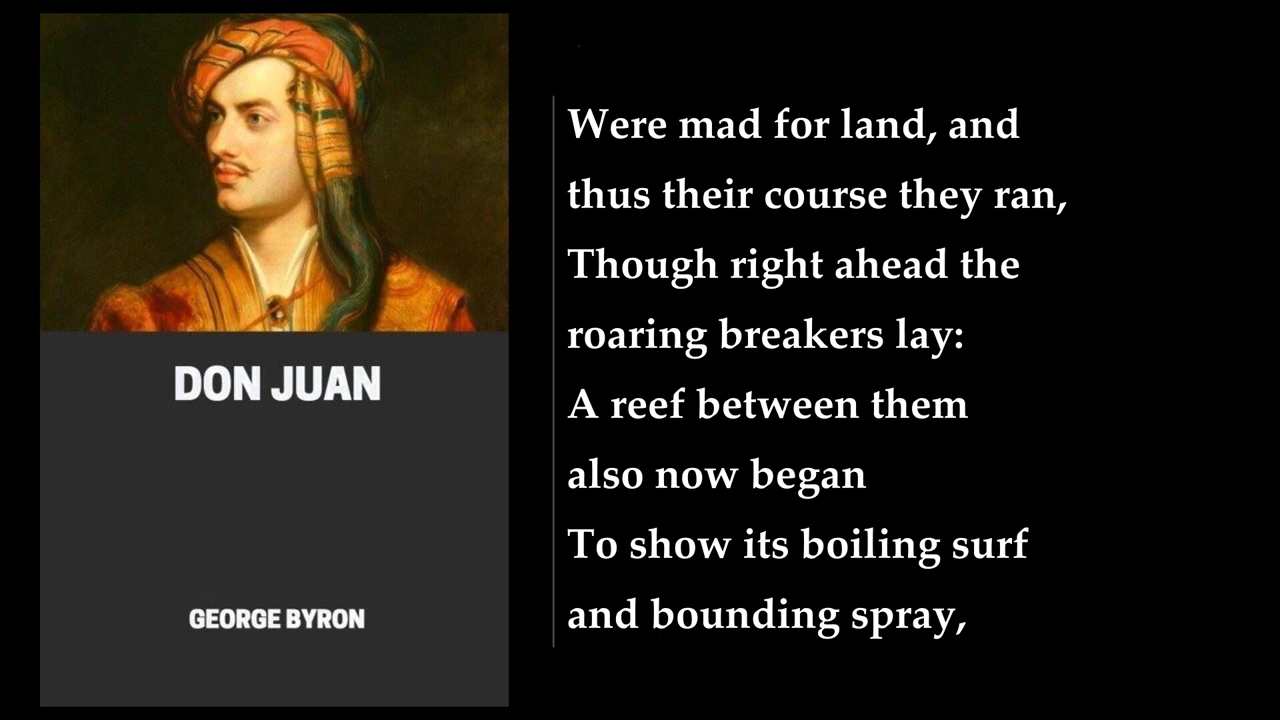 DON JUAN
GEORGE BYRON
Were mad for land, and
thus their course they ran,
Though right ahead the
roaring breakers lay:
A reef between them
also now began
To show its boiling surf
and bounding spray,